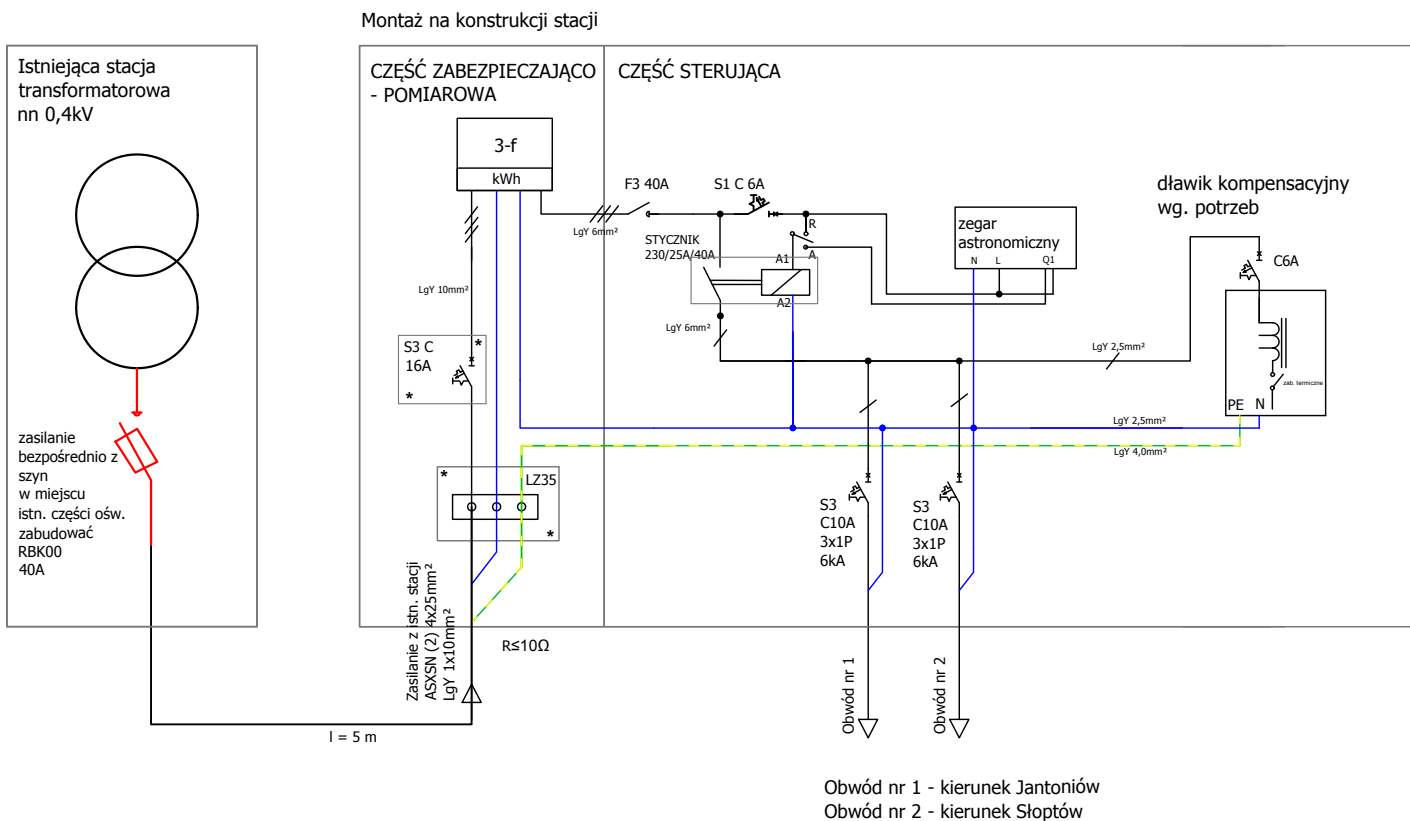 Montaż na konstrukcji stacji
Istniejąca stacja
transformatorowa
nn 0,4kV
zasilanie
bezpośrednio z
szyn
w miejscu
istn. części ośw.
zabudować
RBK00
40A
l = 5 m
CZĘŚĆ ZABEZPIECZAJĄCO
- POMIAROWA
3-f
kWh
LgY 10mm²
S3 C
16A
*
*
*
LZ35
*
Zasilanie z istn. stacji
ASXSN (2) 4x25mm²
LgY 1x10mm²
R≤10Ω
CZĘŚĆ STERUJĄCA
F3 40A
S1 C 6A
LgY 6mm²
STYCZNIK
230/25A/40A
R
A
A1
A2
LgY 6mm²
zegar
astronomiczny
N L Q1
dławik kompensacyjny
wg. potrzeb
C6A
LgY 2,5mm²
zab. termiczne
PE N
LgY 2,5mm²
LgY 4,0mm²
S3
C10A
3x1P
6kA
S3
C10A
3x1P
6kA
Obwód nr 1
Obwód nr 2
Obwód nr 1 - kierunek Jantoniów
Obwód nr 2 - kierunek Słoptów